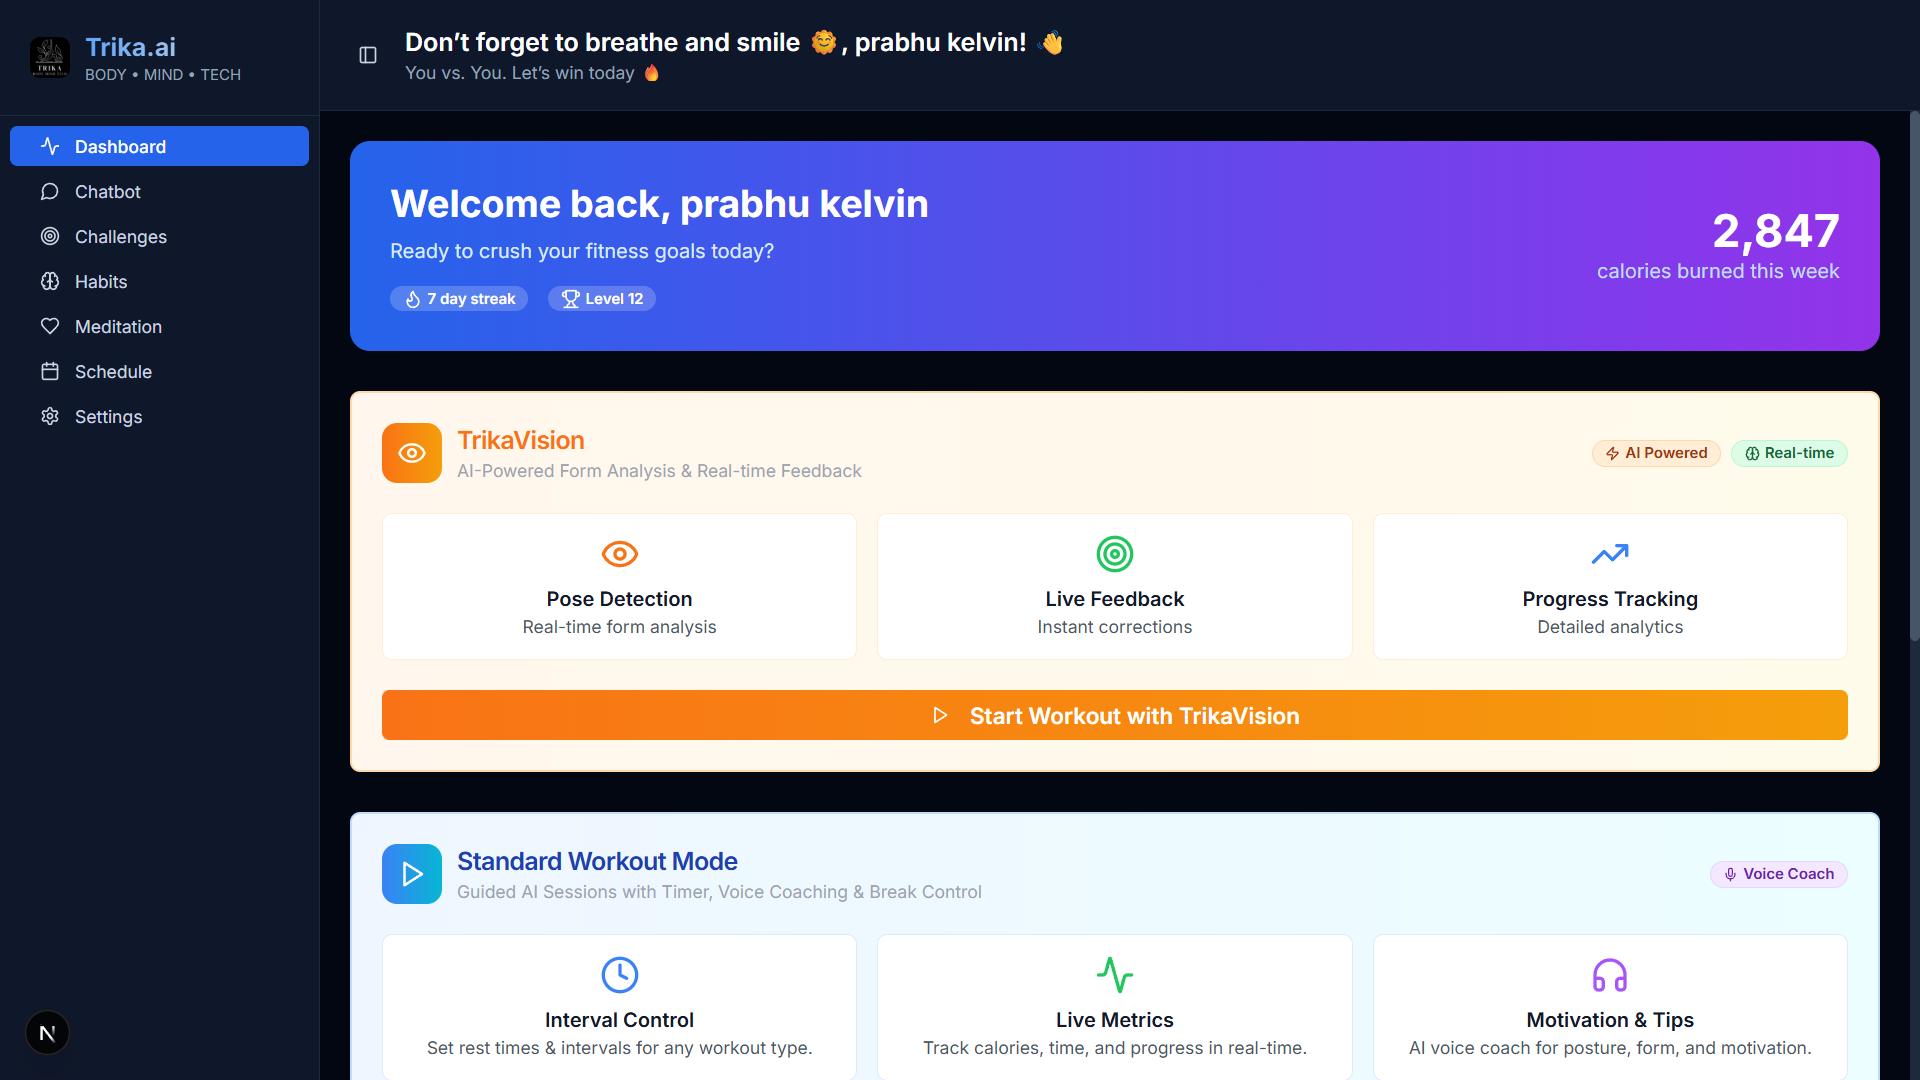 Trika.ai
BODY • MIND • TECH
TRIKA
Dashboard
Chatbot
Challenges
Habits
Meditation
Schedule
Settings
N
Don’t forget to breathe and smile 🌞, prabhu kelvin! 👋
You vs. You. Let’s win today 🔥
Welcome back, prabhu kelvin
Ready to crush your fitness goals today?
7 day streak
Level 12
2,847
calories burned this week
TrikaVision
AI-Powered Form Analysis & Real-time Feedback
AI Powered
Real-time
Pose Detection
Real-time form analysis
Live Feedback
Instant corrections
Progress Tracking
Detailed analytics
Start Workout with TrikaVision
Standard Workout Mode
Guided AI Sessions with Timer, Voice Coaching & Break Control
Voice Coach
Interval Control
Set rest times & intervals for any workout type.
Live Metrics
Track calories, time, and progress in real-time.
Motivation & Tips
AI voice coach for posture, form, and motivation.